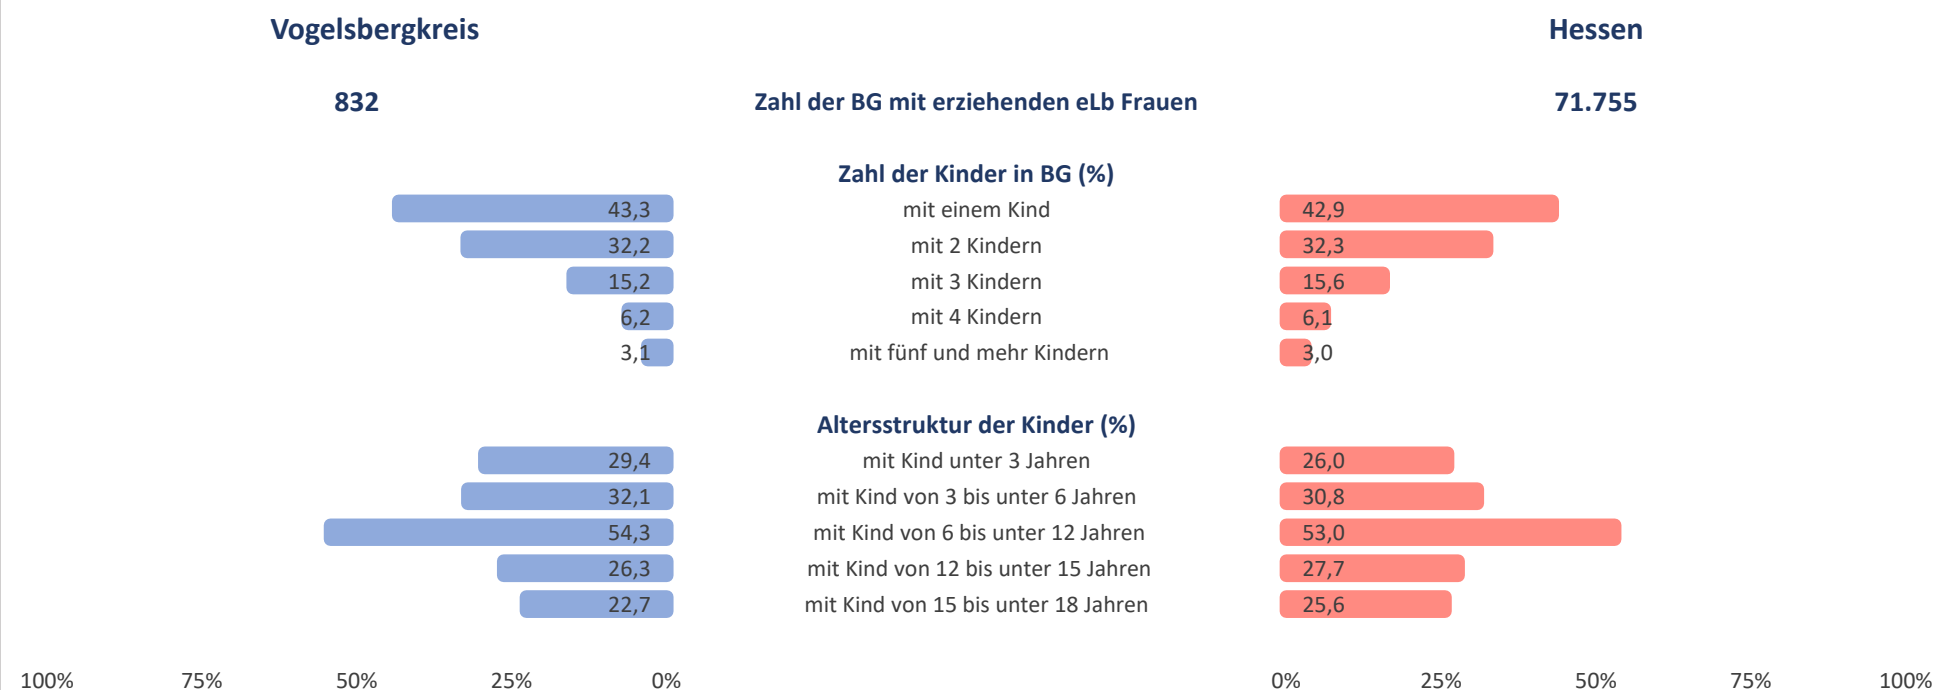 Vogelsbergkreis Hessen
832 Zahl der BG mit erziehenden eLb Frauen 71.755
Zahl der Kinder in BG (%)
43,3 mit einem Kind 42,9
32,2 mit 2 Kindern 32,3
15,2 mit 3 Kindern 15,6
6,2 mit 4 Kindern 6,1
3,1 mit fünf und mehr Kindern 3,0
Altersstruktur der Kinder (%)
29,4 mit Kind unter 3 Jahren 26,0
32,1 mit Kind von 3 bis unter 6 Jahren 30,8
54,3 mit Kind von 6 bis unter 12 Jahren 53,0
26,3 mit Kind von 12 bis unter 15 Jahren 27,7
22,7 mit Kind von 15 bis unter 18 Jahren 25,6
100% 75% 50% 25% 0% 0% 25% 50% 75% 100%